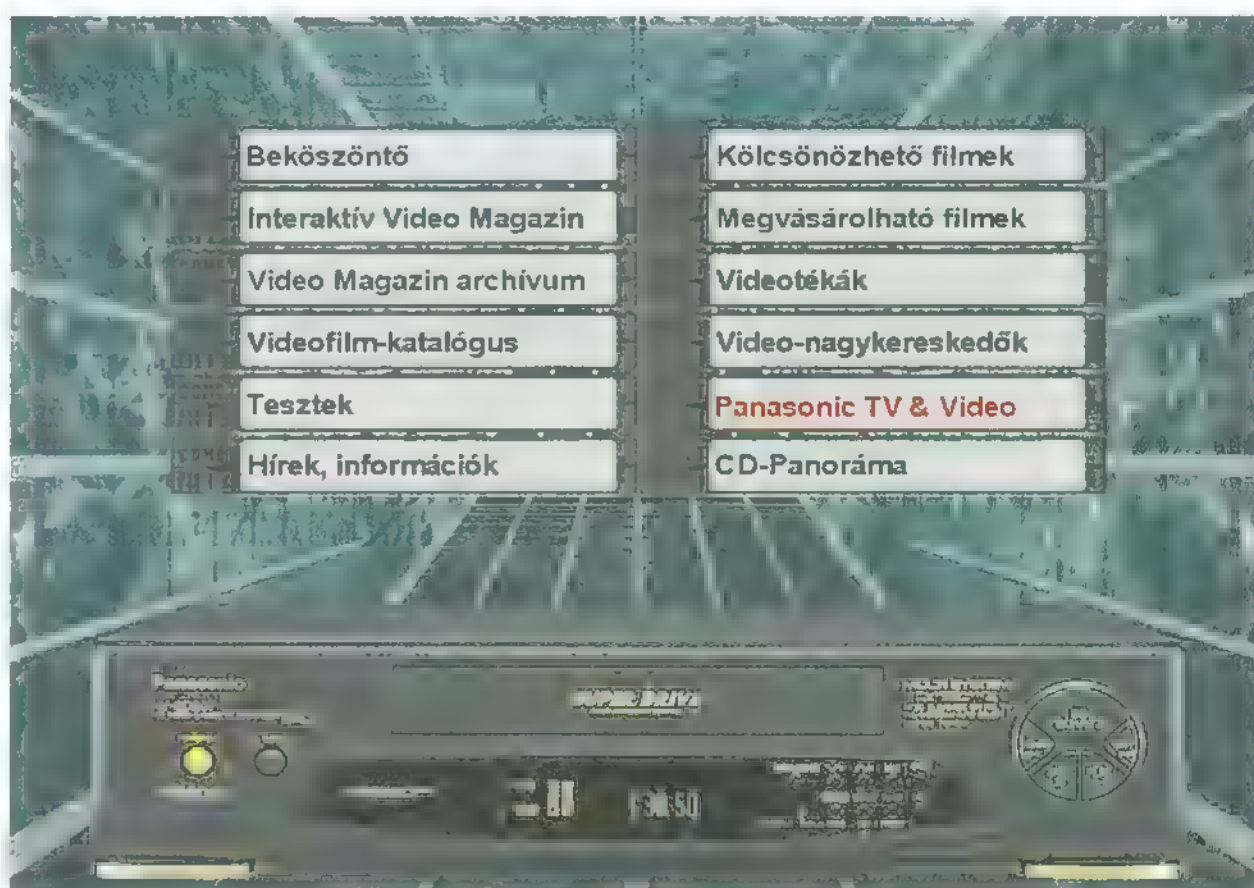 Beköszöntő
Interaktív Video Magazin
Video Magazin archívum
Videofilm-katalógus
Tesztek
Hírek, információk
Kölcsönözhető filmek
Megvásárolható filmek
Videotékák
Video-nagykereskedők
Panasonic TV & Video
CD-Panoráma